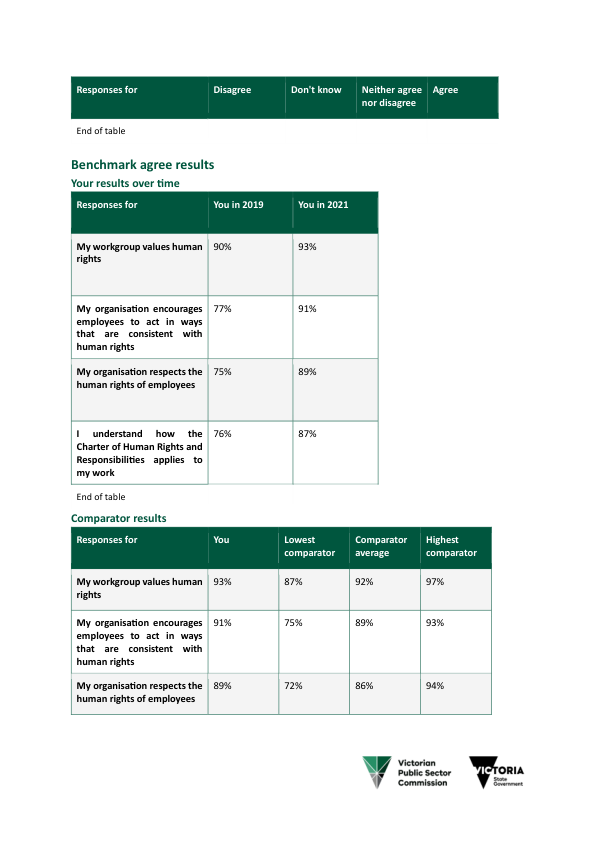 Responses for Disagree Don't know Neither agree Agree
nor disagree
End of table
Benchmark agree results
Your results over time
Responses for You in 2019 You in 2021
My workgroup values human 90% 93%
rights
My organisation encourages 77% 91%
employees to act in ways
that are consistent with
human rights
My organisation respects the 75% 89%
human rights of employees
I understand how the 76% 87%
Charter of Human Rights and
Responsibilities applies to
my work
End of table
Comparator results
Responses for You Lowest Comparator Highest
comparator average comparator
My workgroup values human 93% 87% 92% 97%
rights
My organisation encourages 91% 75% 89% 93%
employees to act in ways
that are consistent with
human rights
My organisation respects the 89% 72% 86% 94%
human rights of employees
Victorian
Public Sector
Commission
VICTORIA
State
Government